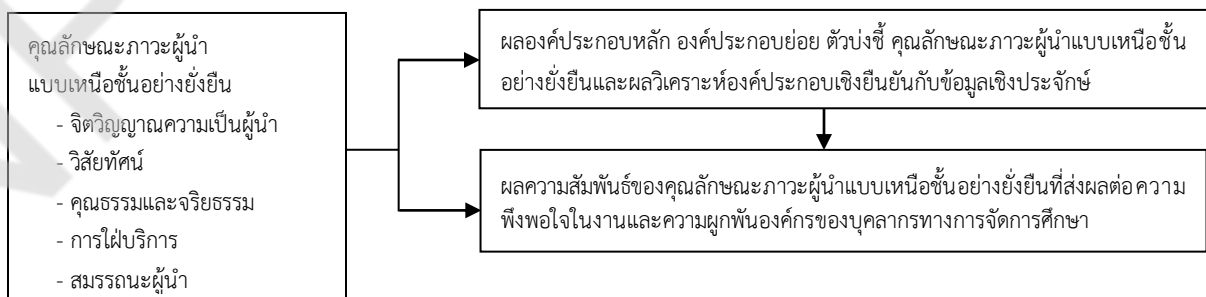 คุณลักษณะภาวะผู้นำ
แบบเหนือชั้นอย่างยั่งยืน
- จิตวิญญาณความเป็นผู้นำ
- วิสัยทัศน์
- คุณธรรมและจริยธรรม
- การใฝ่บริการ
- สมรรถนะผู้นำ
ผลองค์ประกอบหลัก องค์ประกอบย่อย ตัวบ่งชี้ คุณลักษณะภาวะผู้นำแบบเหนือชั้น
อย่างยั่งยืนและผลวิเคราะห์องค์ประกอบเชิงยืนยันกับข้อมูลเชิงประจักษ์
ผลความสัมพันธ์ของคุณลักษณะภาวะผู้นำแบบเหนือชั้นอย่างยั่งยืนที่ส่งผลต่อความ
พึงพอใจในงานและความผูกพันองค์กรของบุคลากรทางการจัดการศึกษา